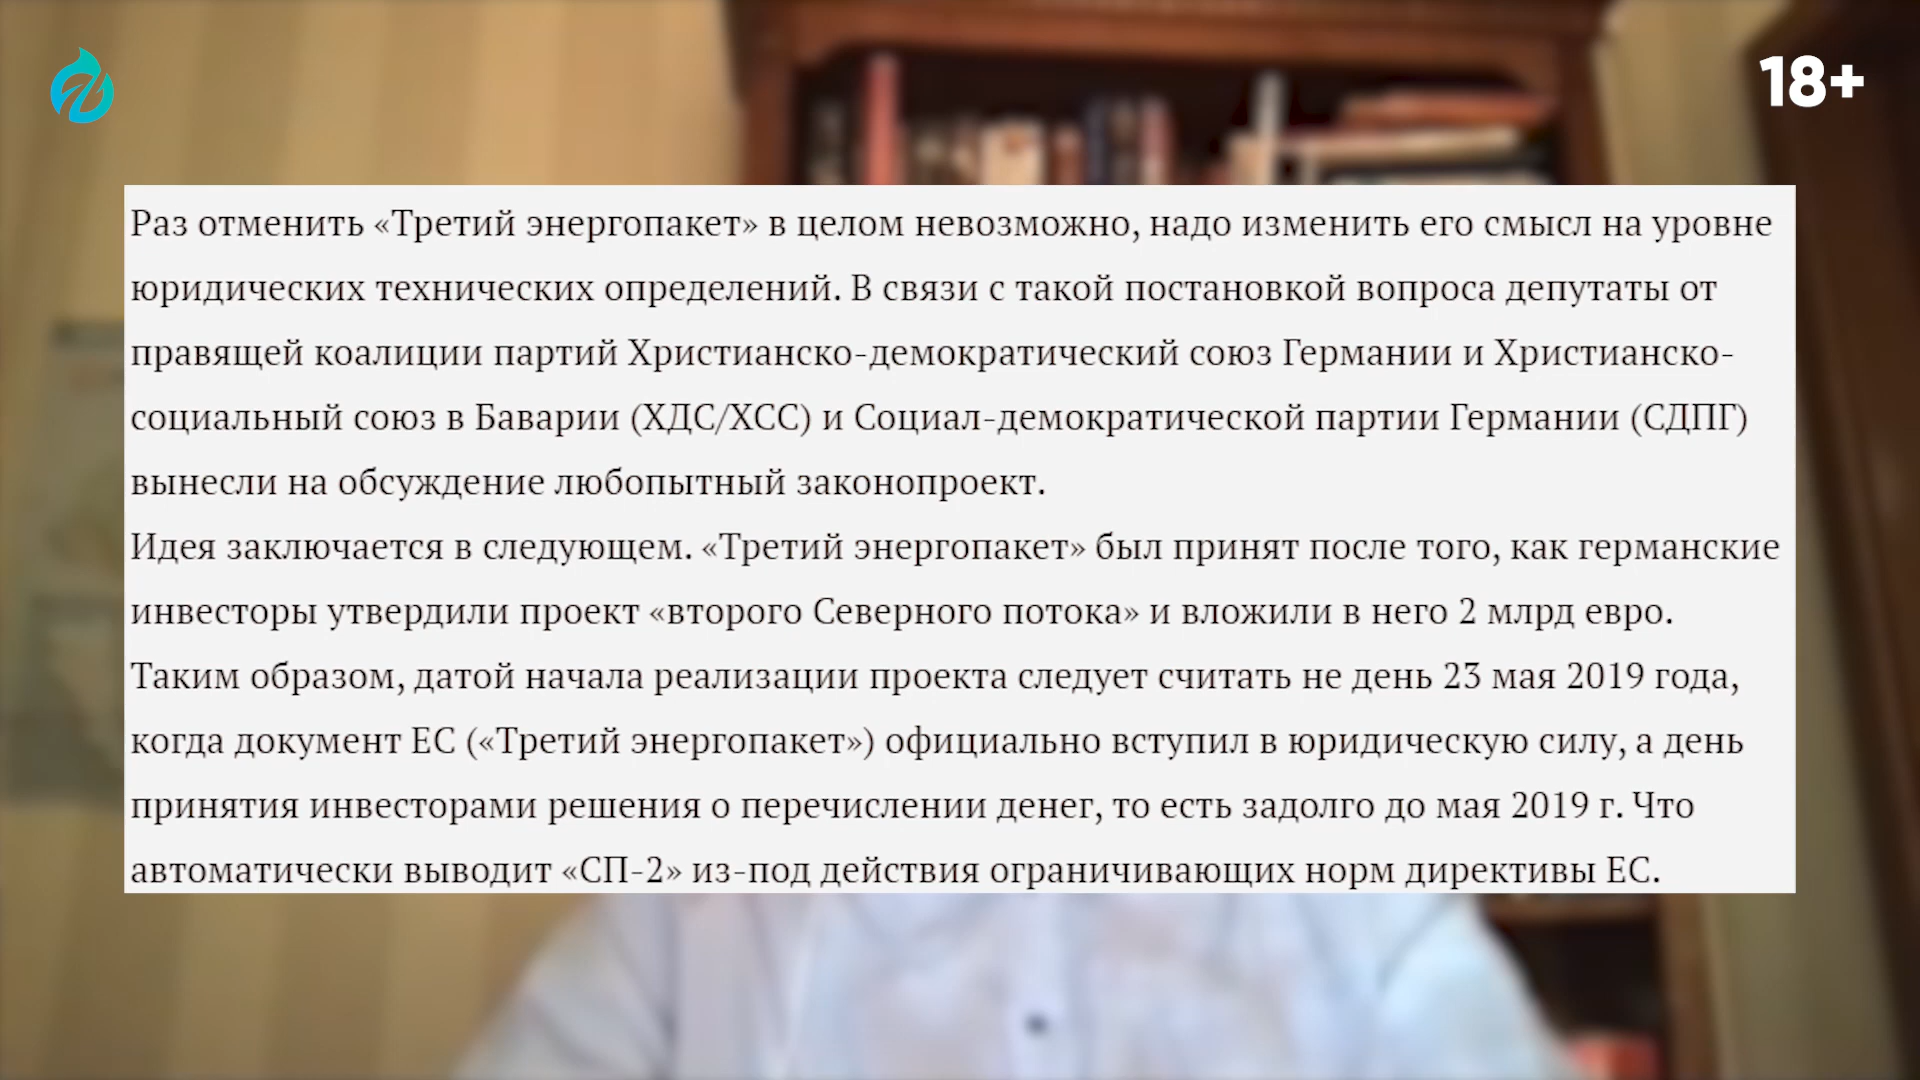 18+
Раз отменить «Третий энергопакет» в целом невозможно, надо изменить его смысл на уровне
юридических технических определений. В связи с такой постановкой вопроса депутаты от
правящей коалиции партий Христианско-демократический союз Германии и Христианско-
социальный союз в Баварии (ХДС/ХСС) и Социал-демократической партии Германии (СДПГ)
вынесли на обсуждение любопытный законопроект.
Идея заключается в следующем. «Третий энергопакет» был принят после того, как германские
инвесторы утвердили проект «второго Северного потока» и вложили в него 2 млрд евро.
Таким образом, датой начала реализации проекта следует считать не день 23 мая 2019 года,
когда документ ЕС («Третий энергопакет») официально вступил в юридическую силу, а день
принятия инвесторами решения о перечислении денег, то есть задолго до мая 2019 г. Что
автоматически выводит «СП-2» из-под действия ограничивающих норм директивы ЕС.